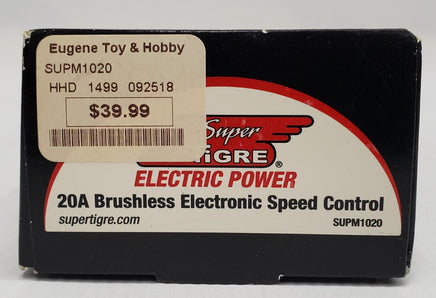 Eugene Toy & Hobby
SUPM1020
HHD 1499 092518
$39.99
Super
TiGRE®
ELECTRIC POWER
20A Brushless Electronic Speed Control
supertigre.com SUPM1020